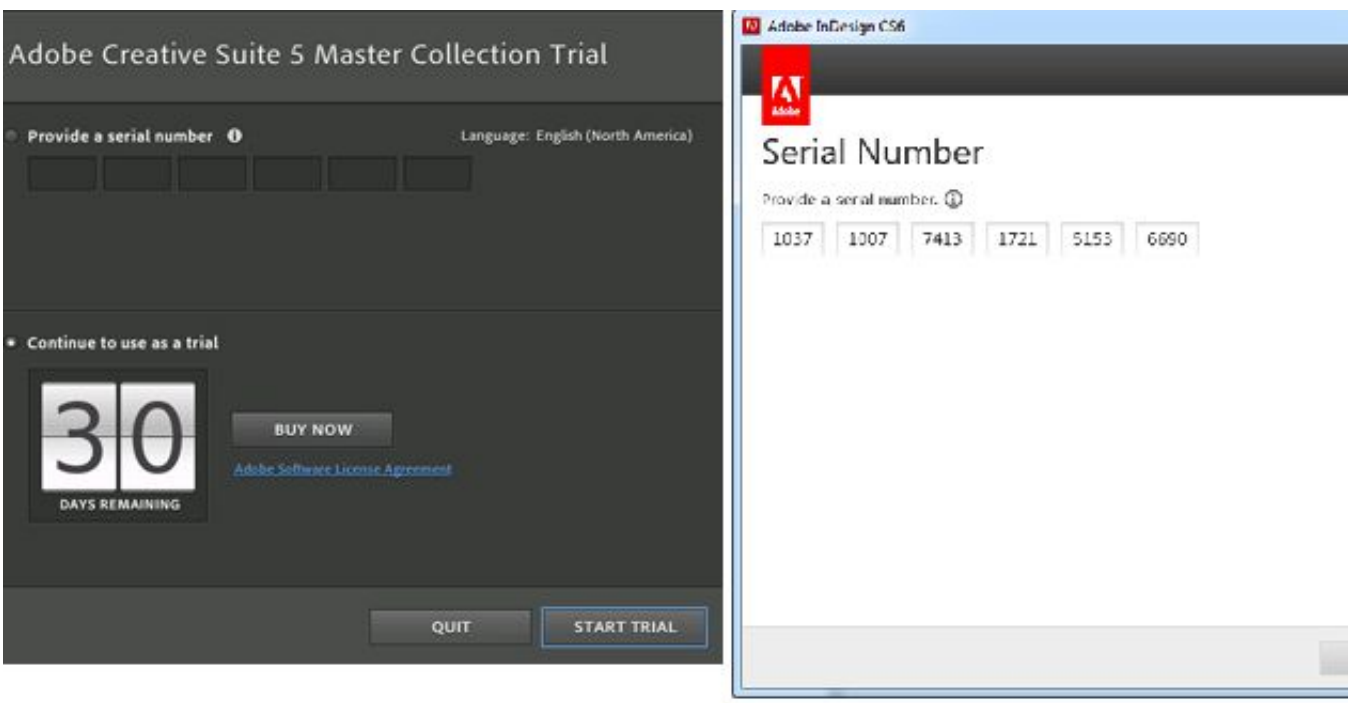 Adobe Creative Suite 5 Master Collection Trial
Provide a serial number
Language: English (North America)
Continue to use as a trial
30
DAYS REMAINING
BUY NOW
Adobe Software License Agreement
QUIT
START TRIAL
Adobe InDesign CS6
Adobe
Serial Number
Provide a serial number.
1037 1007 7413 1721 5153 6690